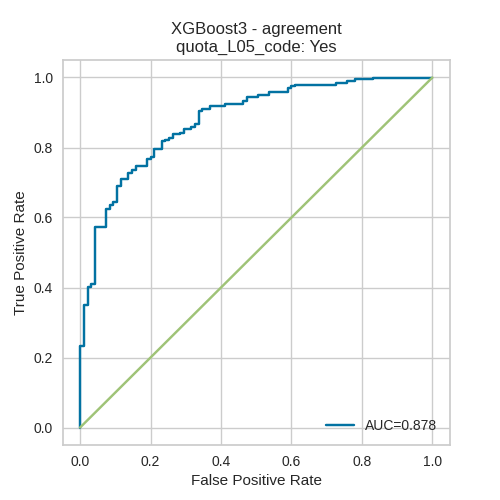 XGBoost3 - agreement
quota_L05_code: Yes
True Positive Rate
1.0
0.8
0.6
0.4
0.2
0.0
AUC=0.878
0.0 0.2 0.4 0.6 0.8 1.0
False Positive Rate